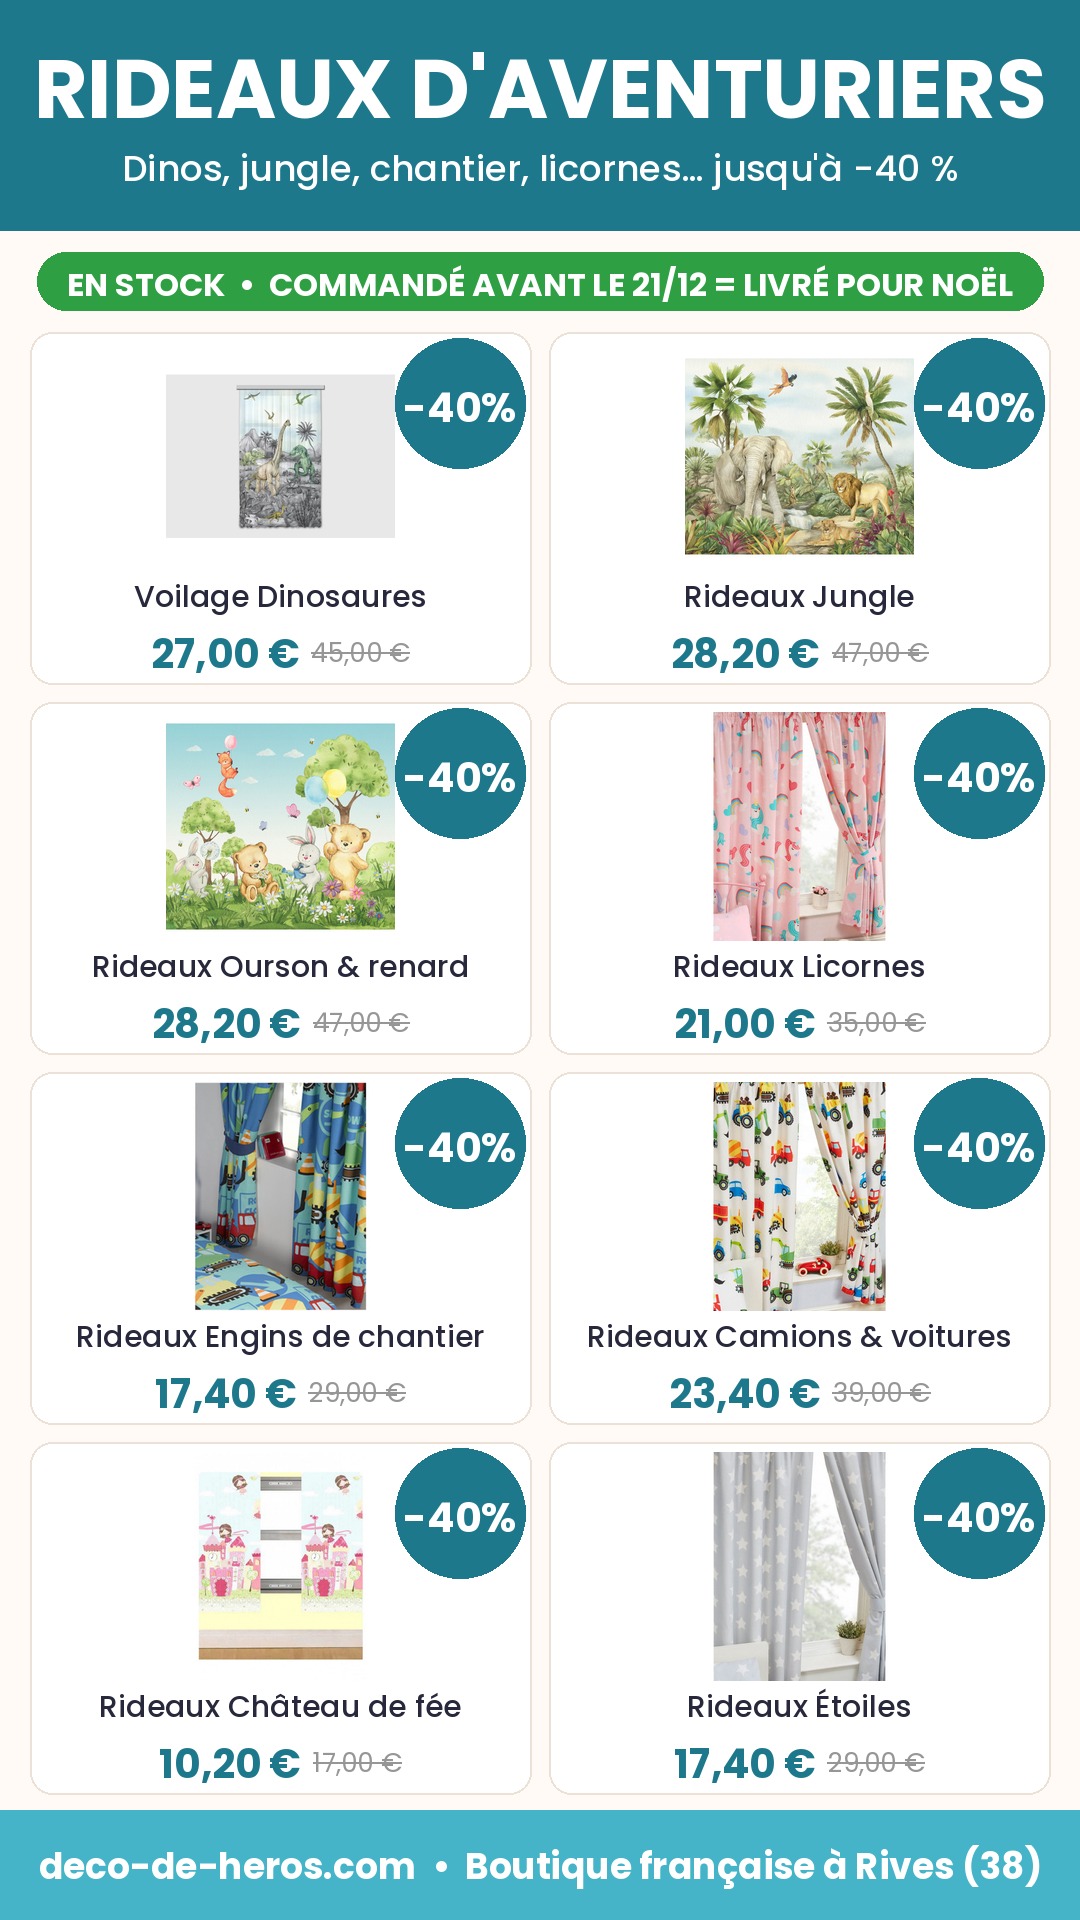 RIDEAUX D'AVENTURIERS
Dinos, jungle, chantier, licornes... jusqu'à -40 %
EN STOCK • COMMANDÉ AVANT LE 21/12 = LIVRÉ POUR NOËL
-40%
Voilage Dinosaures
27,00 € 45,00 €
-40%
Rideaux Jungle
28,20 € 47,00 €
-40%
Rideaux Ourson & renard
28,20 € 47,00 €
-40%
Rideaux Licornes
21,00 € 35,00 €
-40%
Rideaux Engins de chantier
17,40 € 29,00 €
-40%
Rideaux Camions & voitures
23,40 € 39,00 €
-40%
Rideaux Château de fée
10,20 € 17,00 €
-40%
Rideaux Étoiles
17,40 € 29,00 €
deco-de-heros.com • Boutique française à Rives (38)